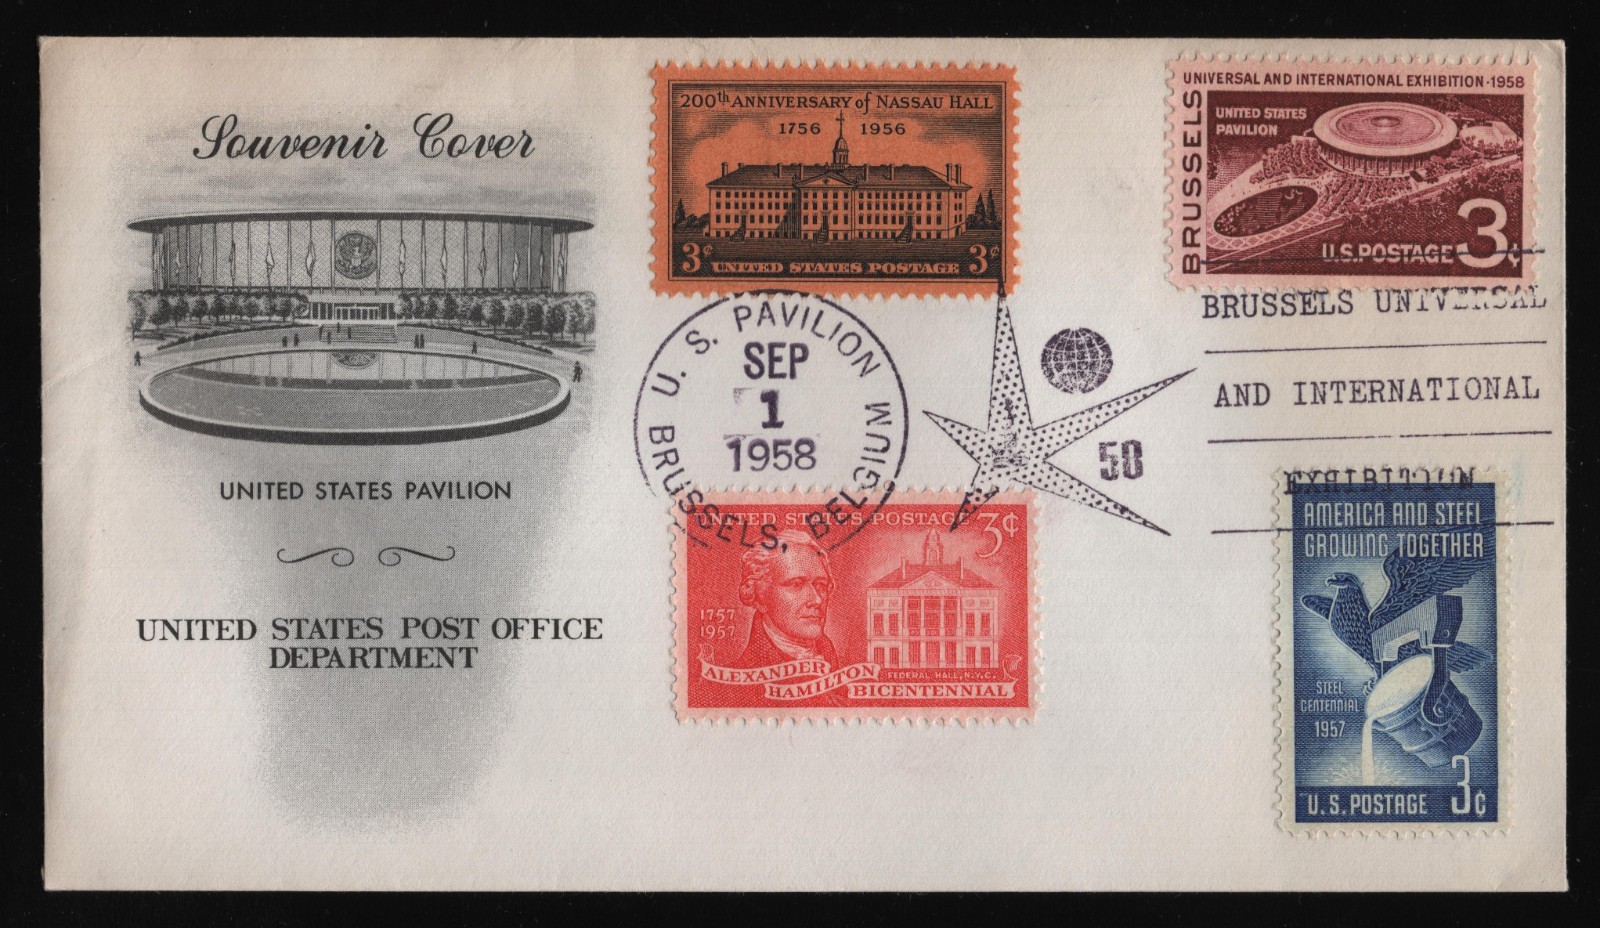 Souvenir Cover
UNITED STATES PAVILION
UNITED STATES POST OFFICE
DEPARTMENT
200th ANNIVERSARY of NASSAU HALL
1756 1956
3¢ UNITED STATES POSTAGE 3¢
UNIVERSAL AND INTERNATIONAL EXHIBITION·1958
BRUSSELS
UNITED STATES
PAVILION
U.S. POSTAGE 3¢
U. S. PAVILION
SEP
1
1958
BRUSSELS, BELGIUM
58
BRUSSELS UNIVERSAL
AND INTERNATIONAL
EXHIBITION
UNITED STATES POSTAGE 3¢
1757
1957
ALEXANDER
HAMILTON
BICENTENNIAL
FEDERAL HALL, N.Y.C.
AMERICA AND STEEL
GROWING TOGETHER
STEEL
CENTENNIAL
1957
U.S. POSTAGE 3¢